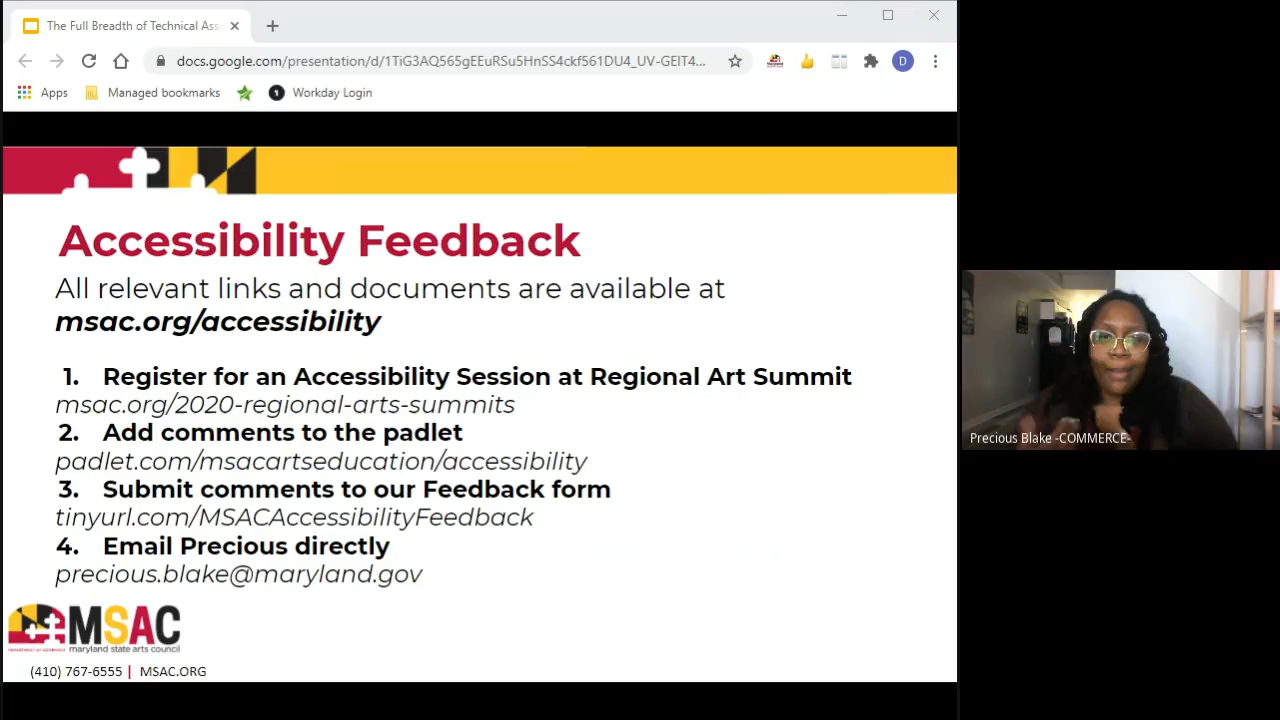 The Full Breadth of Technical Ass
docs.google.com/presentation/d/1TiG3AQ565gEEuRSu5HnSS4ckf561DU4_UV-GEIT4...
D
Apps
Managed bookmarks
Workday Login
Accessibility Feedback
All relevant links and documents are available at
msac.org/accessibility
1. Register for an Accessibility Session at Regional Art Summit
msac.org/2020-regional-arts-summits
2. Add comments to the padlet
padlet.com/msacartseducation/accessibility
3. Submit comments to our Feedback form
tinyurl.com/MSACAccessibilityFeedback
4. Email Precious directly
precious.blake@maryland.gov
Precious Blake -COMMERCE-
MSAC
maryland state arts council
(410) 767-6555 | MSAC.ORG